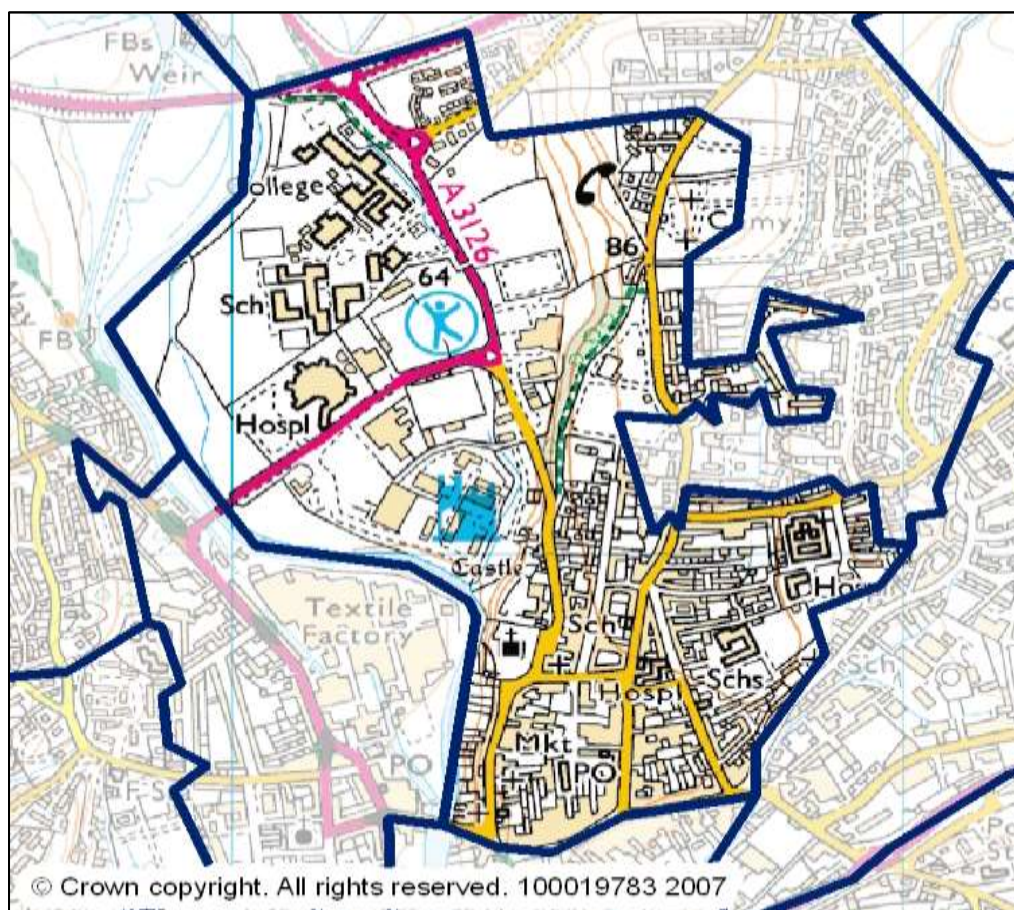 FBs
Weir
College
A3126
C
my
86
64
Sch
FB
Hospl
Castle
Textile
Factory
Sch
Hospl
Schs
Sch
Mkt
PO
PO
© Crown copyright. All rights reserved. 100019783 2007